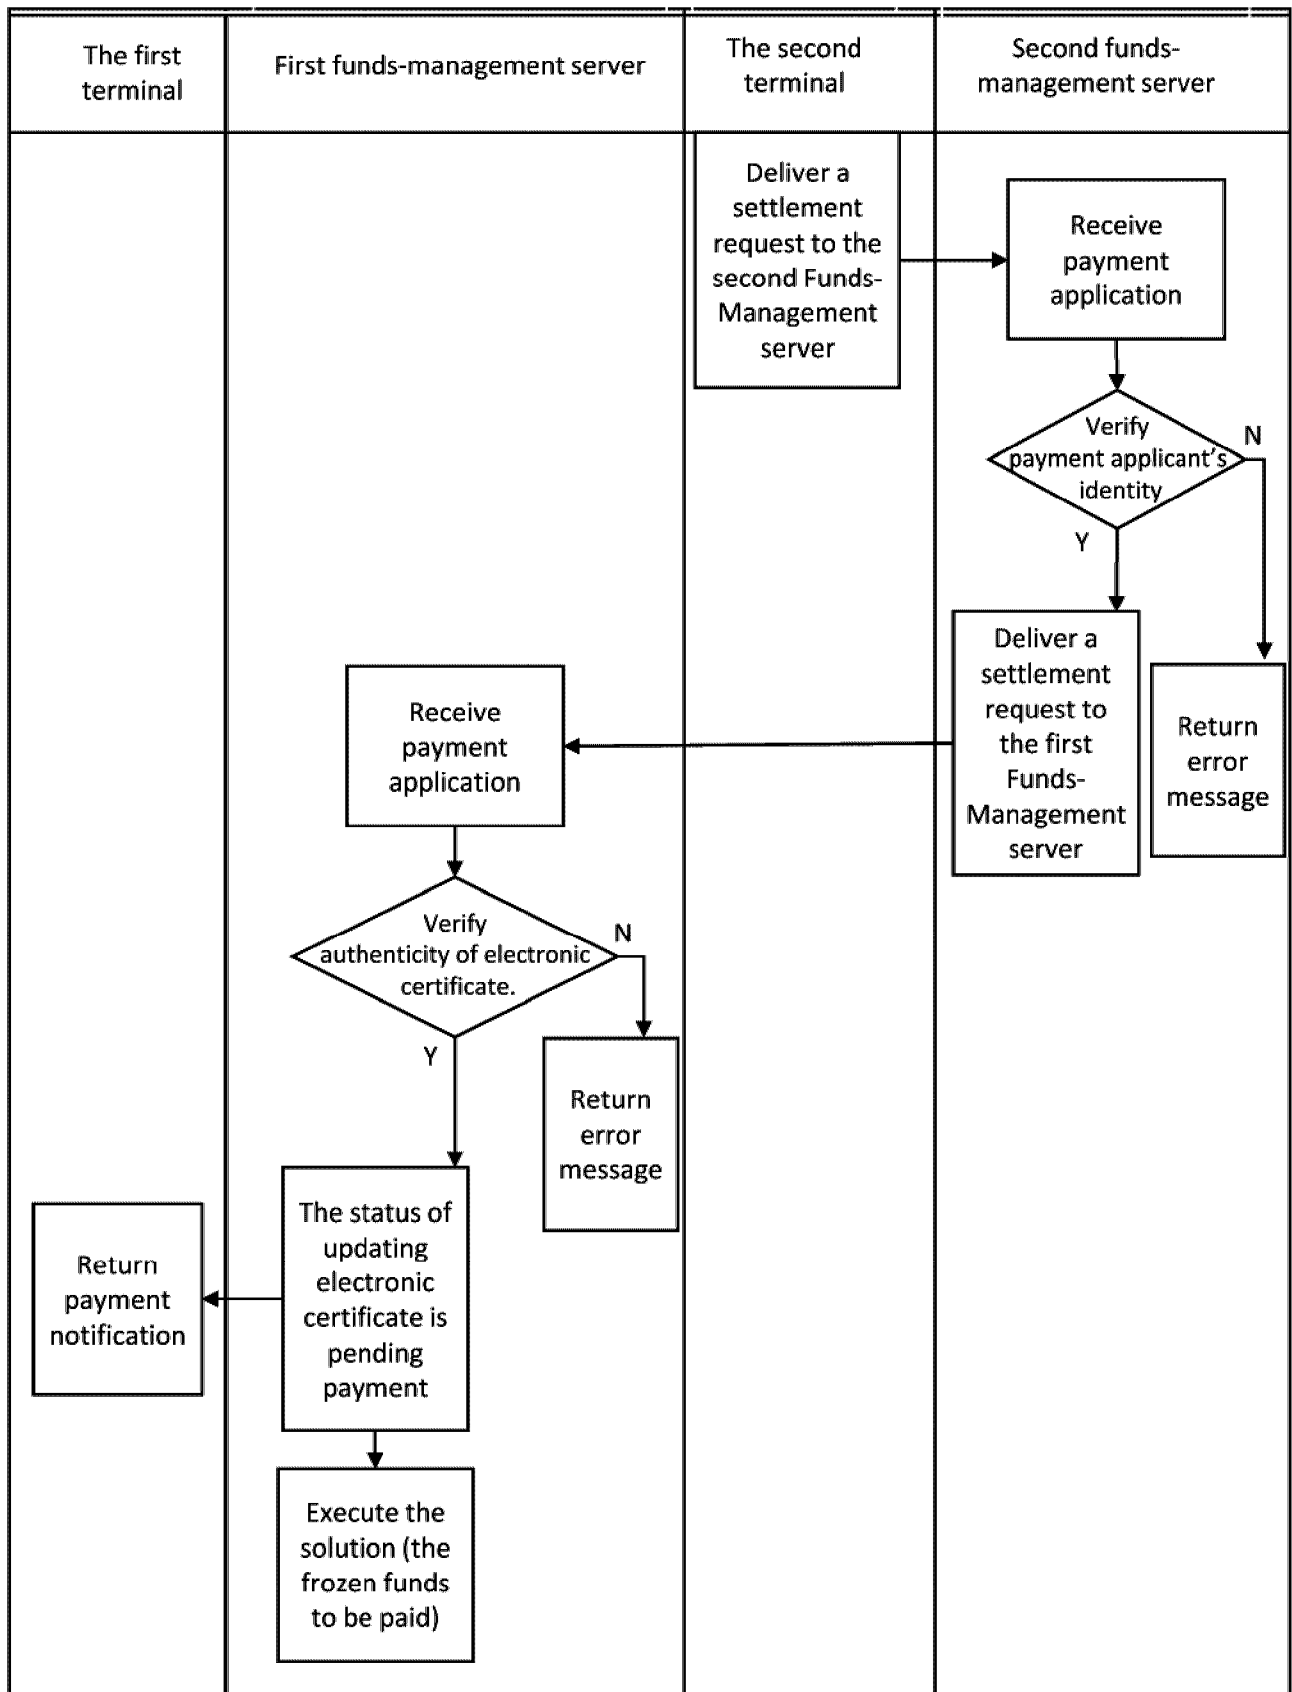 The first
terminal
First funds-management server
The second
terminal
Second funds-
management server
Deliver a
settlement
request to the
second Funds-
Management
server
Receive
payment
application
Verify
payment applicant's
identity
N
Y
Deliver a
settlement
request to
the first
Funds-
Management
server
Return
error
message
Receive
payment
application
Verify
authenticity of electronic
certificate.
N
Y
Return
error
message
The status of
updating
electronic
certificate is
pending
payment
Return
payment
notification
Execute the
solution (the
frozen funds
to be paid)